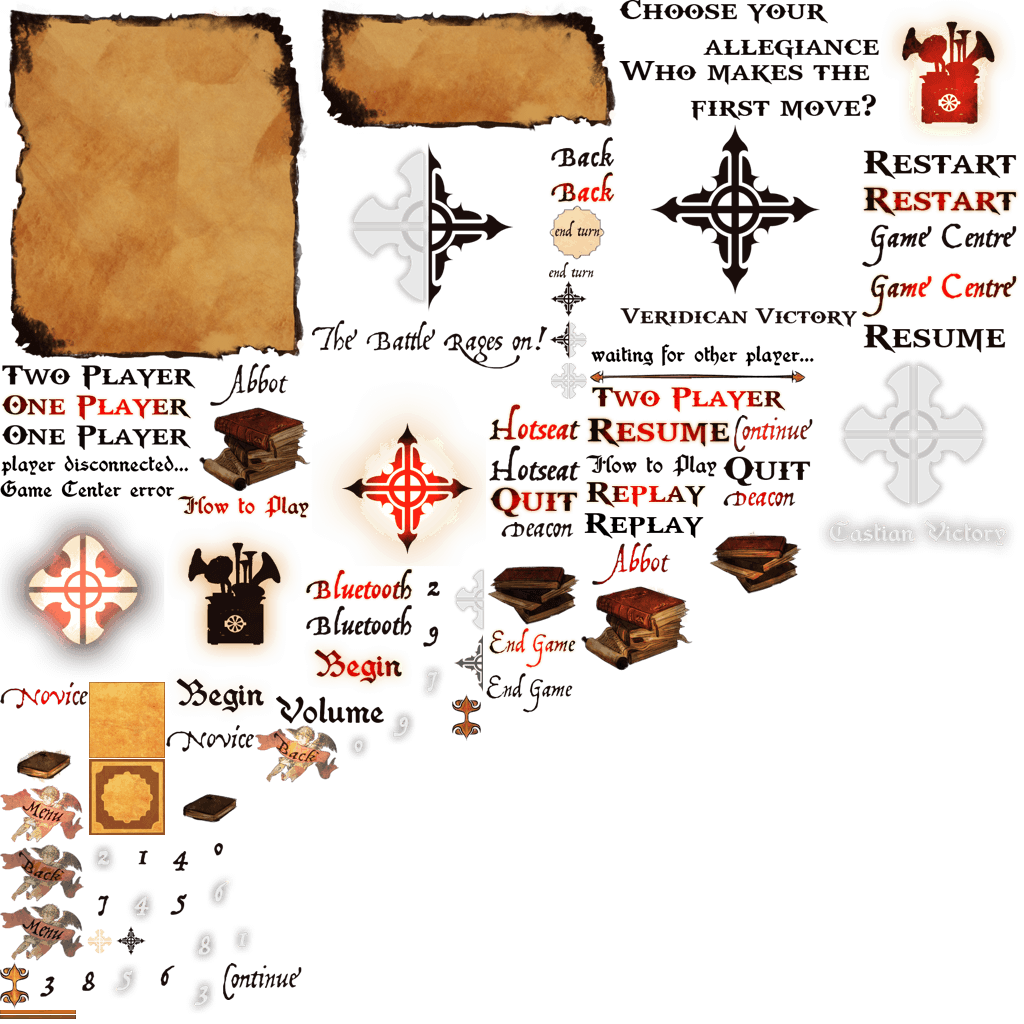 Choose your
allegiance
Who makes the
first move?
Restart
Restart
Game Centre
Game Centre
Resume
Back
Back
end turn
end turn
The Battle Rages on!
Veridican Victory
waiting for other player...
Two Player
One Player
One Player
player disconnected...
Game Center error
Abbot
How to Play
Two Player
Hotseat
Resume
Continue
Hotseat
How to Play
Quit
Quit
Replay
Deacon
Deacon
Replay
Castian Victory
Abbot
Bluetooth
2
Bluetooth
9
Begin
7
End Game
End Game
Novice
Begin
Volume
Novice
Back
0
9
Menu
Back
Menu
2
1
4
0
7
4
5
6
8
1
3
8
5
6
3
Continue